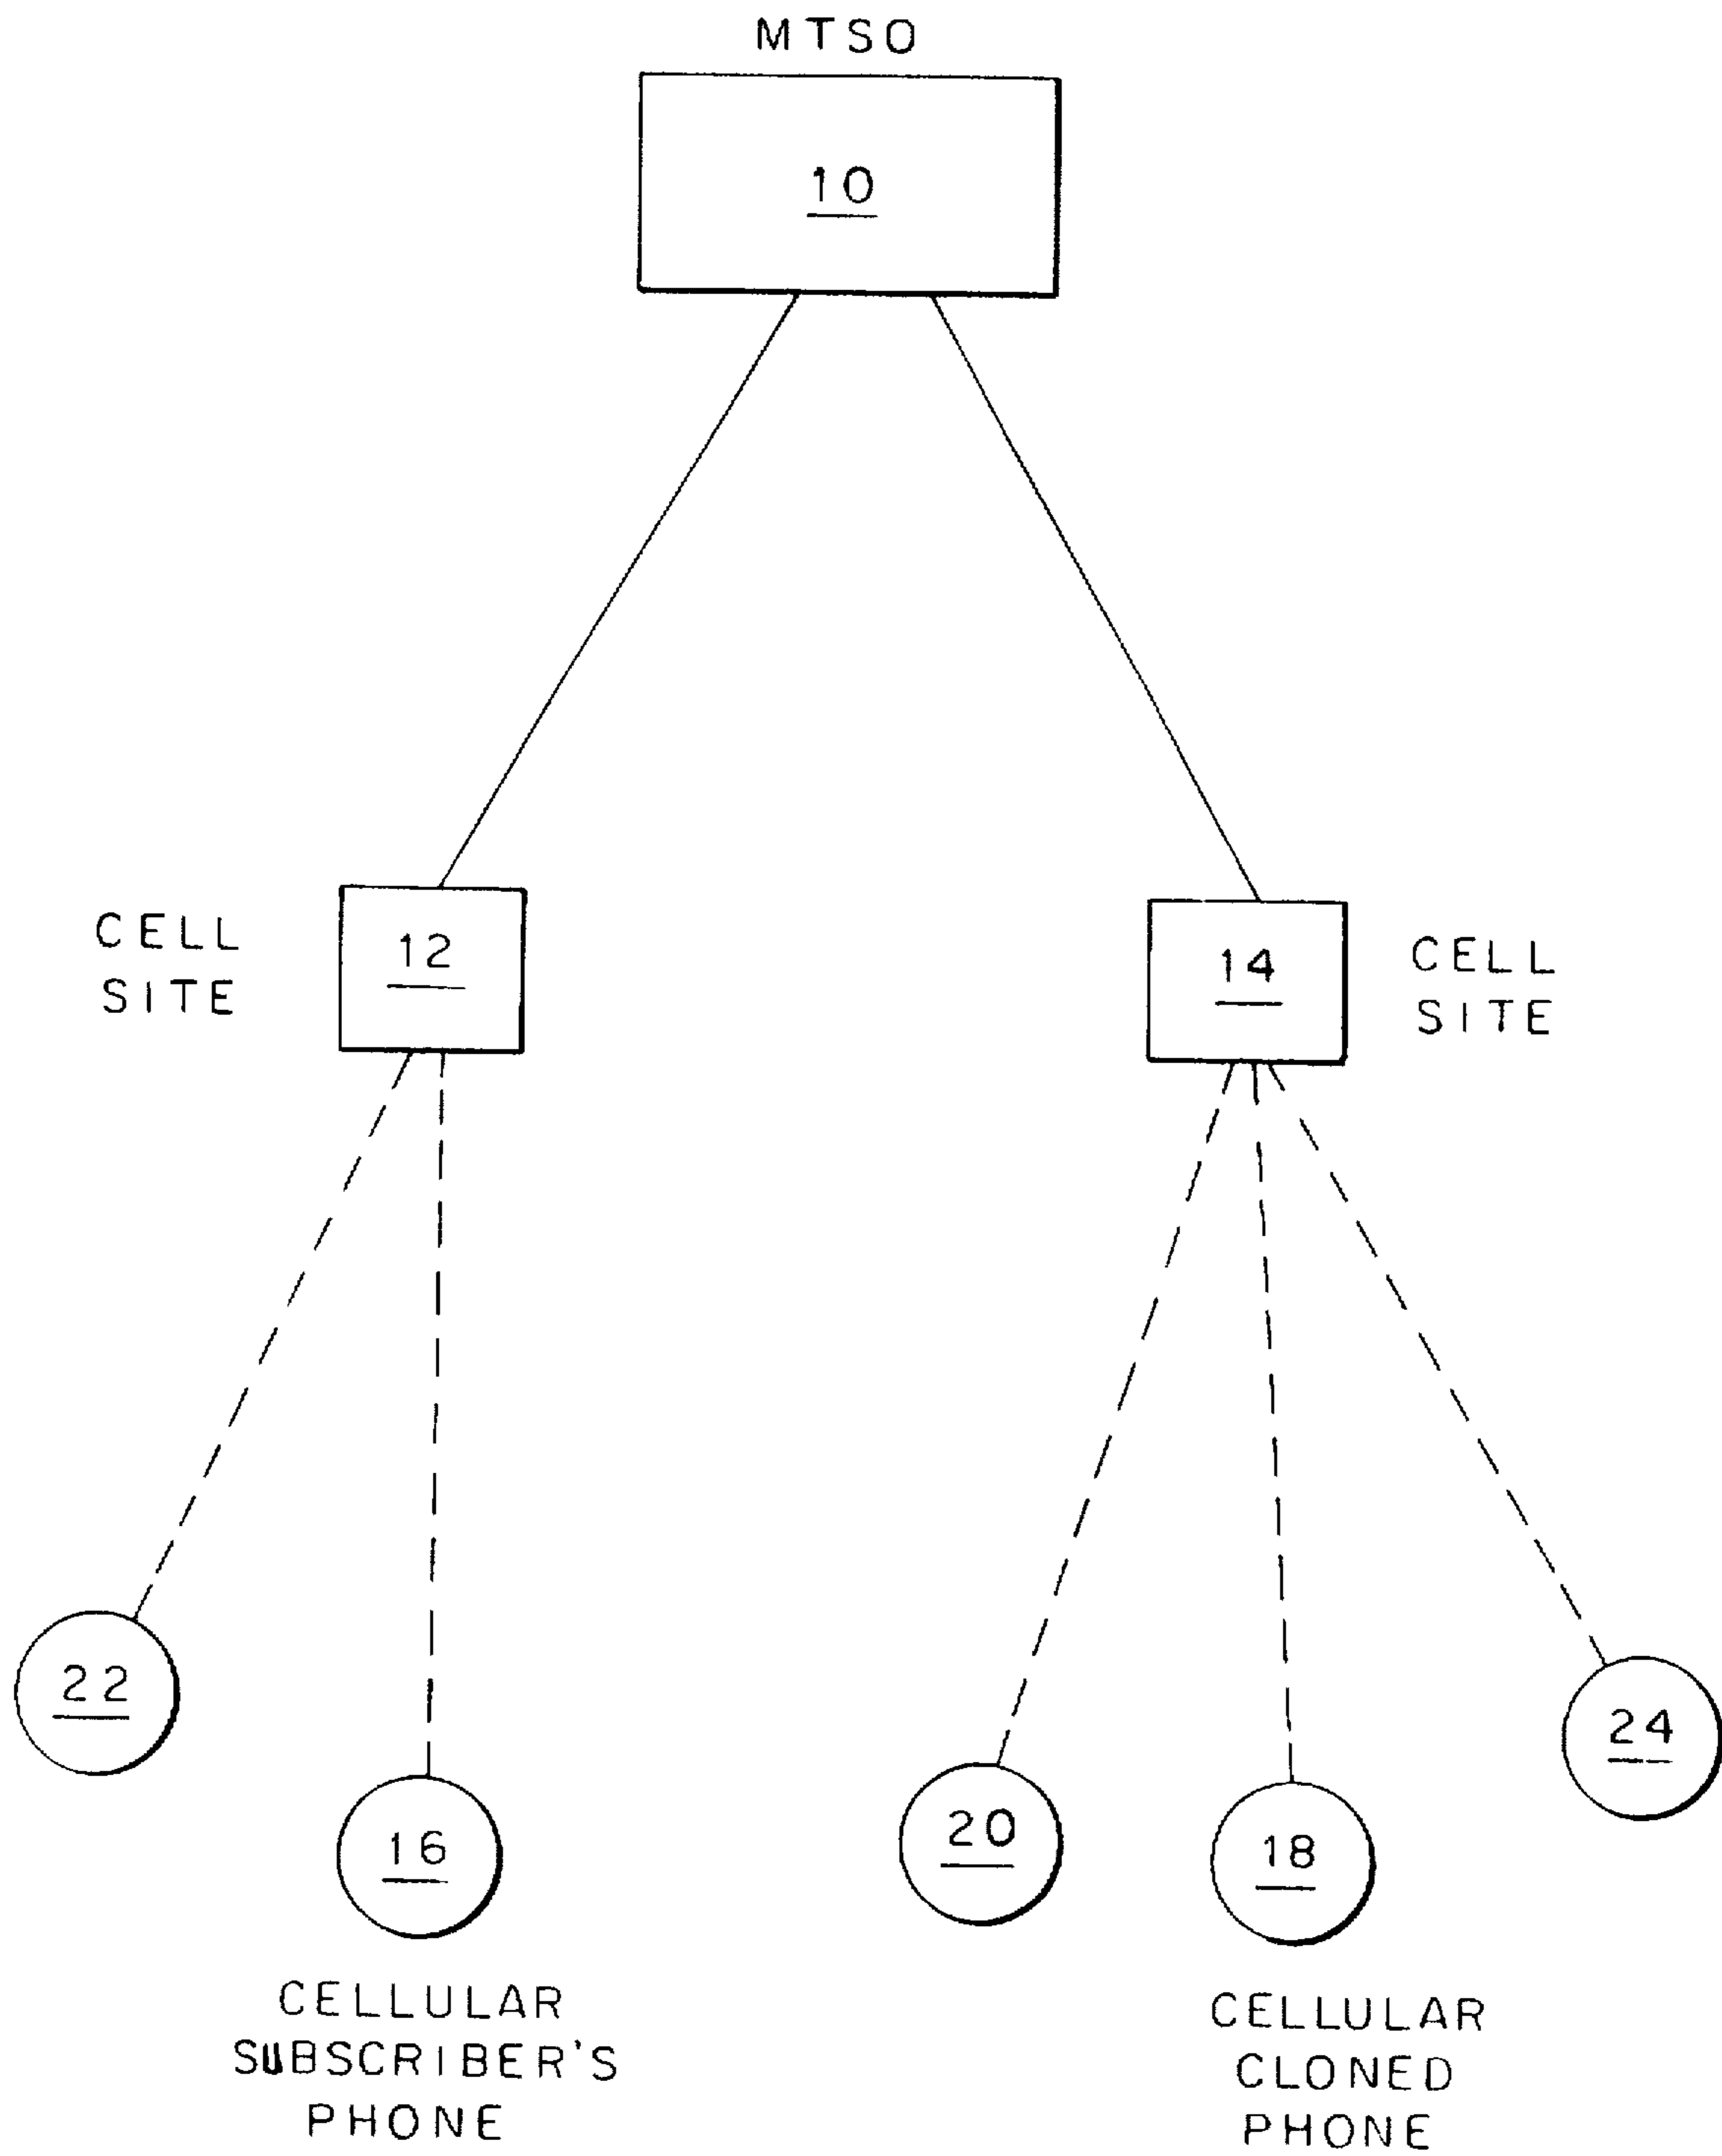 MTSO
10
CELL
SITE
12
14
CELL
SITE
22
16
20
18
24
CELLULAR
SUBSCRIBER'S
PHONE
CELLULAR
CLONED
PHONE